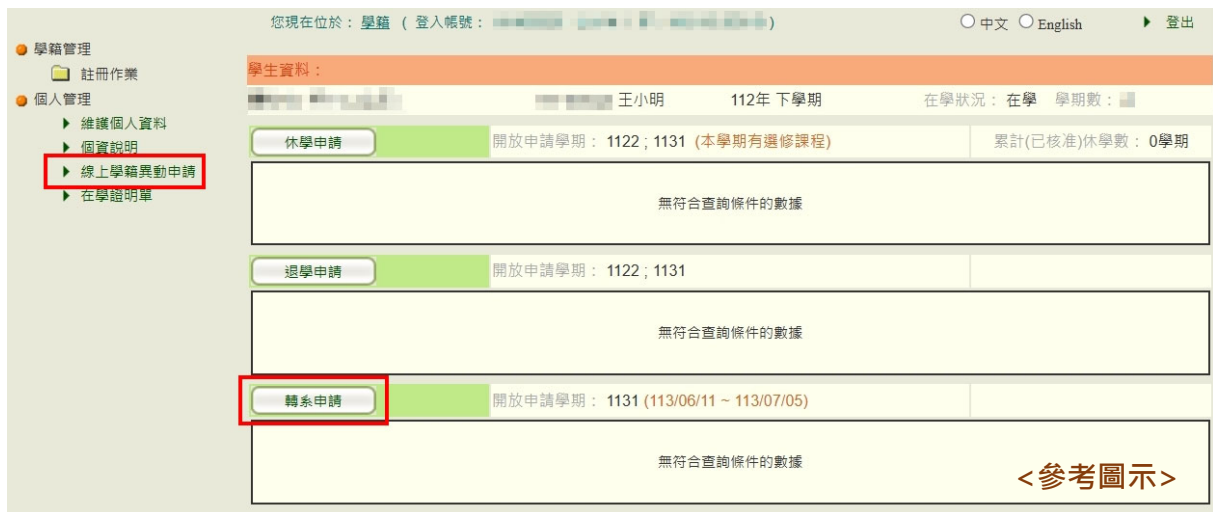 您現在位於： 學籍 ( 登入帳號： )
中文 English 登出
學籍管理
註冊作業
個人管理
維護個人資料
個資說明
線上學籍異動申請
在學證明單
學生資料：
王小明 112年 下學期 在學狀況： 在學 學期數：
休學申請 開放申請學期： 1122 ; 1131 (本學期有選修課程) 累計(已核准)休學數： 0學期
無符合查詢條件的數據
退學申請 開放申請學期： 1122 ; 1131
無符合查詢條件的數據
轉系申請 開放申請學期： 1131 (113/06/11 ~ 113/07/05)
無符合查詢條件的數據
<參考圖示>